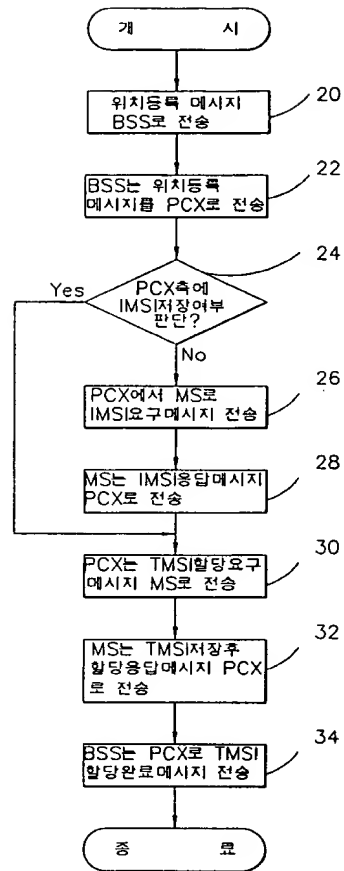 개 시
위치등록 메시지
BSS로 전송
20
BSS는 위치등록
메시지를 PCX로 전송
22
24
PCX측에
IMSI저장여부
판단?
Yes
No
PCX에서 MS로
IMSI요구메시지 전송
26
MS는 IMSI응답메시지
PCX로 전송
28
PCX는 TMSI할당요구
메시지 MS로 전송
30
MS는 TMSI저장후
할당응답메시지 PCX
로 전송
32
BSS는 PCX로 TMSI
할당완료메시지 전송
34
종 료